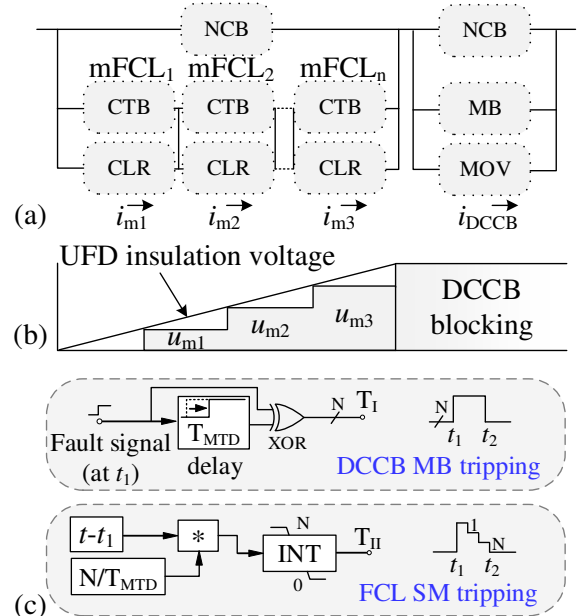 (a)
NCB NCB
mFCL1 mFCL2 mFCLn
CTB CTB CTB MB
CLR CLR CLR MOV
im1 im2 im3 iDCCB
UFD insulation voltage
(b)
um1 um2 um3
DCCB
blocking
Fault signal
(at t1)
TMTD
delay
XOR
N
TI
N
t1 t2
DCCB MB tripping
t-t1
N/TMTD
*
N
INT
0
TII
1
N
t1 t2
FCL SM tripping
(c)